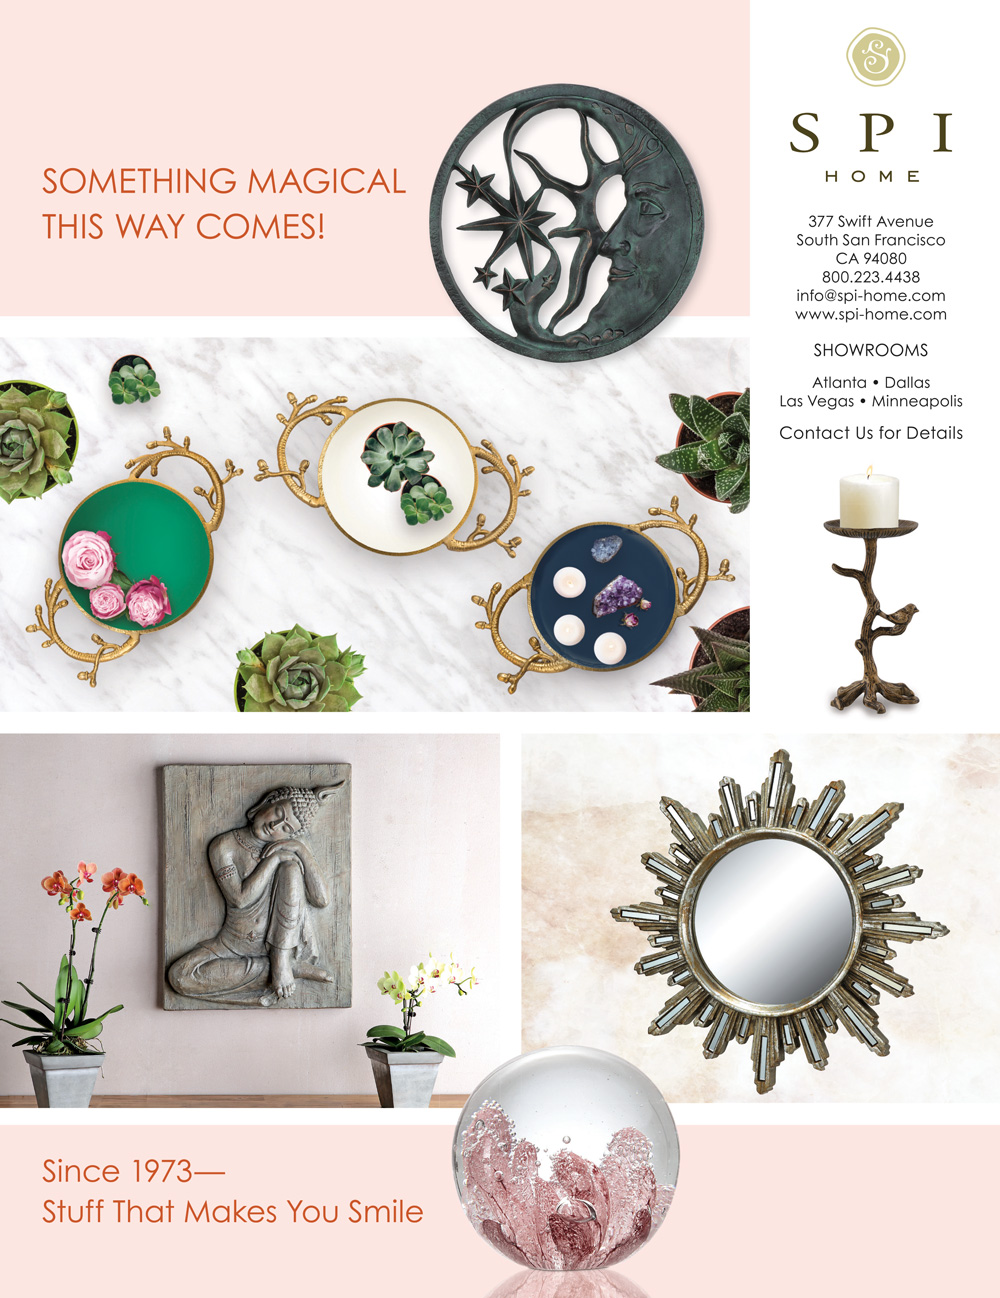 SOMETHING MAGICAL
THIS WAY COMES!
S P I
HOME
377 Swift Avenue
South San Francisco
CA 94080
800.223.4438
info@spi-home.com
www.spi-home.com
SHOWROOMS
Atlanta • Dallas
Las Vegas • Minneapolis
Contact Us for Details
Since 1973—
Stuff That Makes You Smile